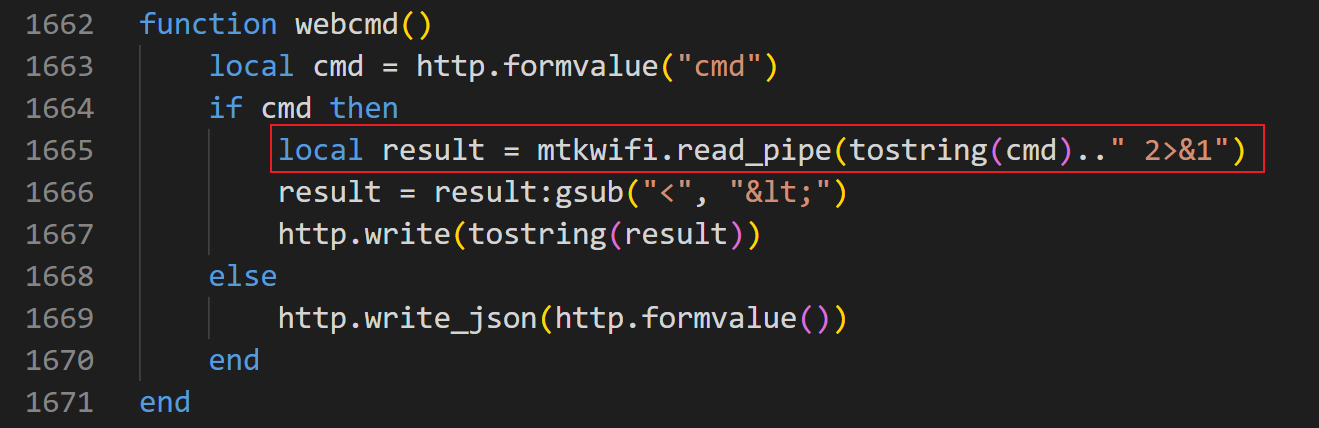 1662 function webcmd()
1663 local cmd = http.formvalue("cmd")
1664 if cmd then
1665 local result = mtkwifi.read_pipe(tostring(cmd).." 2>&1")
1666 result = result:gsub("<", "&lt;")
1667 http.write(tostring(result))
1668 else
1669 http.write_json(http.formvalue())
1670 end
1671 end